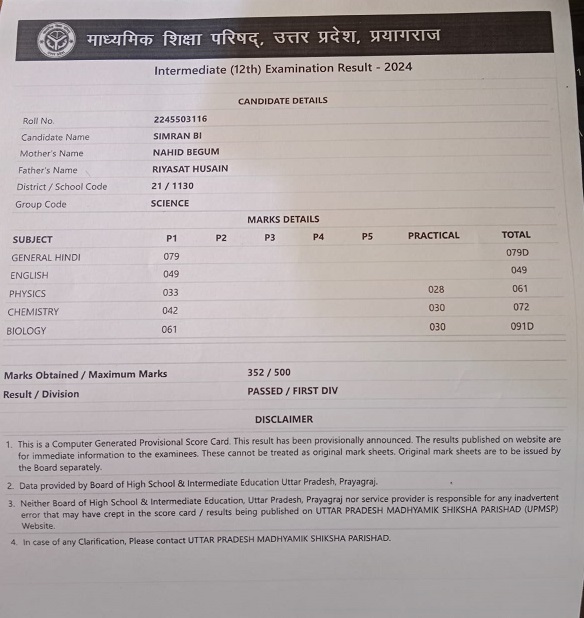 माध्यमिक शिक्षा परिषद्, उत्तर प्रदेश, प्रयागराज
Intermediate (12th) Examination Result - 2024
CANDIDATE DETAILS
Roll No. 2245503116
Candidate Name SIMRAN BI
Mother's Name NAHID BEGUM
Father's Name RIYASAT HUSAIN
District / School Code 21 / 1130
Group Code SCIENCE
MARKS DETAILS
SUBJECT P1 P2 P3 P4 P5 PRACTICAL TOTAL
GENERAL HINDI 079 079D
ENGLISH 049 049
PHYSICS 033 028 061
CHEMISTRY 042 030 072
BIOLOGY 061 030 091D
Marks Obtained / Maximum Marks 352 / 500
Result / Division PASSED / FIRST DIV
DISCLAIMER
1. This is a Computer Generated Provisional Score Card. This result has been provisionally announced. The results published on website are
for immediate information to the examinees. These cannot be treated as original mark sheets. Original mark sheets are to be issued by
the Board separately.
2. Data provided by Board of High School & Intermediate Education Uttar Pradesh, Prayagraj.
3. Neither Board of High School & Intermediate Education, Uttar Pradesh, Prayagraj nor service provider is responsible for any inadvertent
error that may have crept in the score card / results being published on UTTAR PRADESH MADHYAMIK SHIKSHA PARISHAD (UPMSP)
Website.
4. In case of any Clarification, Please contact UTTAR PRADESH MADHYAMIK SHIKSHA PARISHAD.